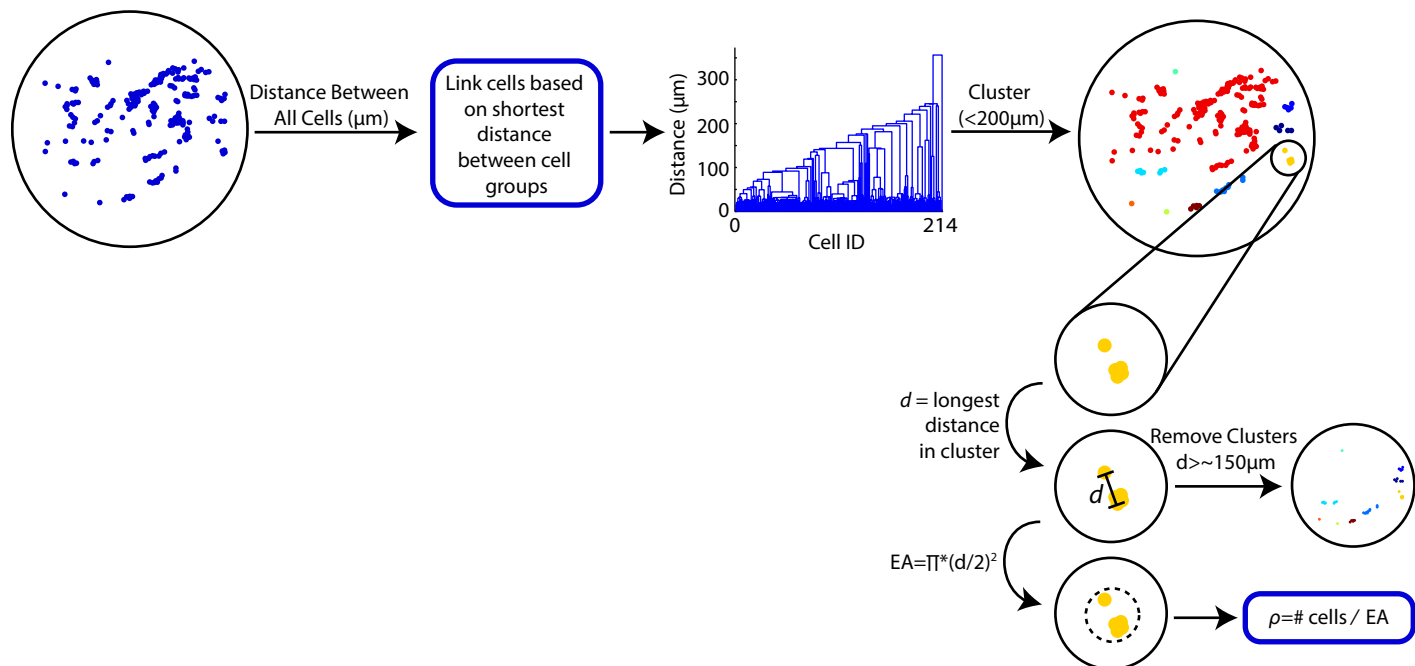 Distance Between
All Cells (µm)
Link cells based
on shortest
distance
between cell
groups
Distance (µm)
300
200
100
0
0
214
Cell ID
Cluster
(<200µm)
d = longest
distance
in cluster
d
Remove Clusters
d>~150µm
EA=∏*(d/2)²
ρ=# cells / EA